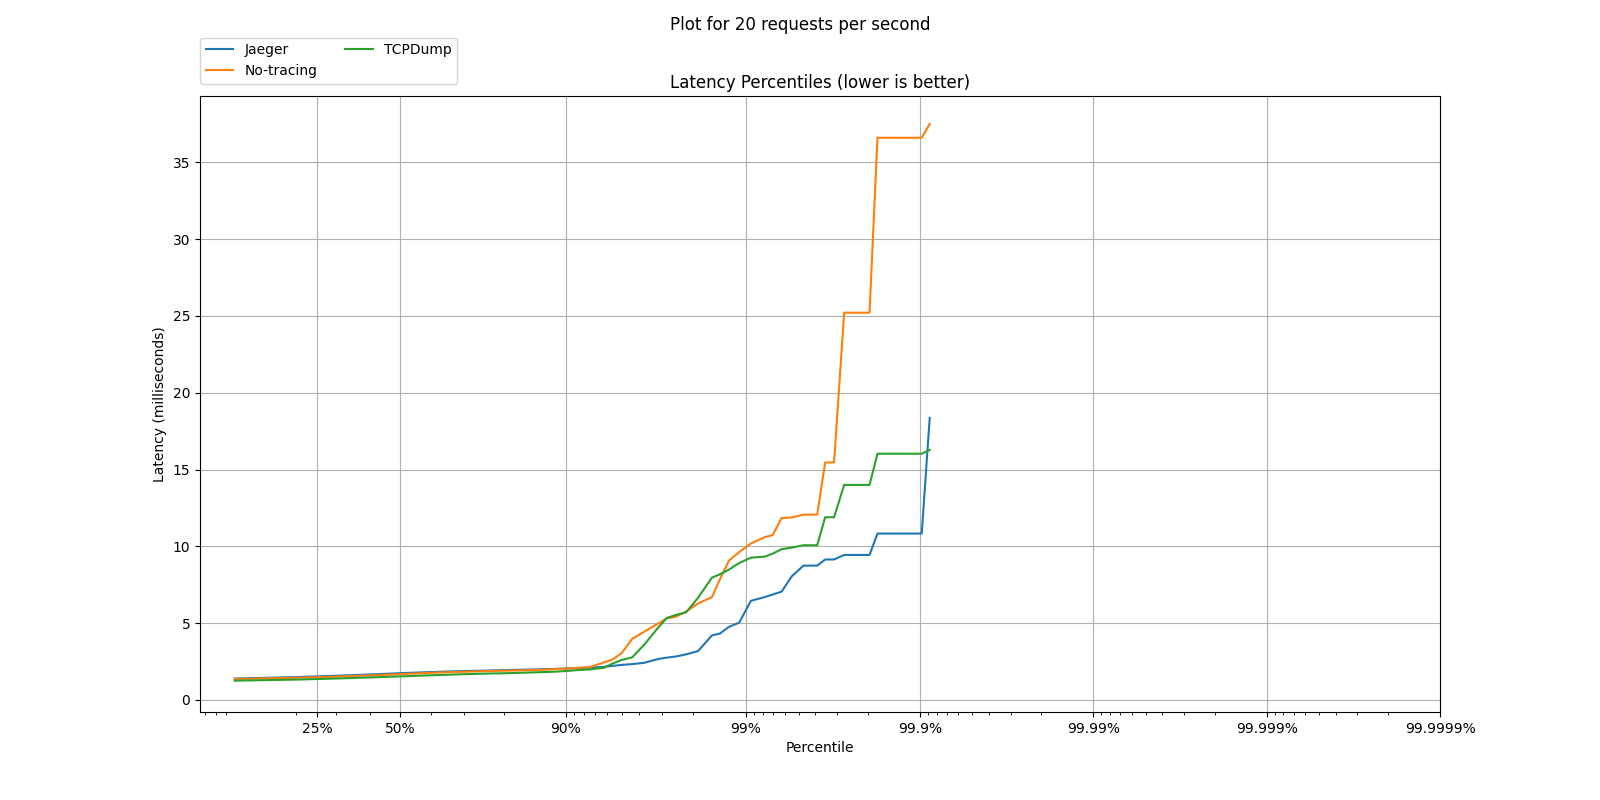 Plot for 20 requests per second
Jaeger
No-tracing
TCPDump
Latency Percentiles (lower is better)
Latency (milliseconds)
35
30
25
20
15
10
5
0
25% 50% 90% 99% 99.9% 99.99% 99.999% 99.9999%
Percentile